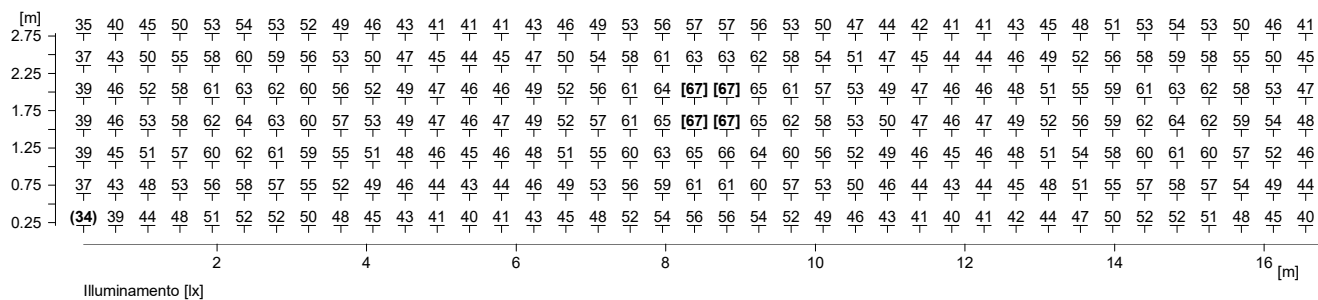 [m]
35 40 45 50 53 54 53 52 49 46 43 41 41 41 43 46 49 53 56 57 57 56 53 50 47 44 42 41 41 43 45 48 51 53 54 53 50 46 41
2.75
37 43 50 55 58 60 59 56 53 50 47 45 44 45 47 50 54 58 61 63 63 62 58 54 51 47 45 44 44 46 49 52 56 58 59 58 55 50 45
2.25
39 46 52 58 61 63 62 60 56 52 49 47 46 46 49 52 56 61 64 [67] [67] 65 61 57 53 49 47 46 46 48 51 55 59 61 63 62 58 53 47
1.75
39 46 53 58 62 64 63 60 57 53 49 47 46 47 49 52 57 61 65 [67] [67] 65 62 58 53 50 47 46 47 49 52 56 59 62 64 62 59 54 48
1.25
39 45 51 57 60 62 61 59 55 51 48 46 45 46 48 51 55 60 63 65 66 64 60 56 52 49 46 45 46 48 51 54 58 60 61 60 57 52 46
0.75
37 43 48 53 56 58 57 55 52 49 46 44 43 44 46 49 53 56 59 61 61 60 57 53 50 46 44 43 44 45 48 51 55 57 58 57 54 49 44
0.25
(34) 39 44 48 51 52 52 50 48 45 43 41 40 41 43 45 48 52 54 56 56 54 52 49 46 43 41 40 41 42 44 47 50 52 52 51 48 45 40
2 4 6 8 10 12 14 16
[m]
Illuminamento [lx]